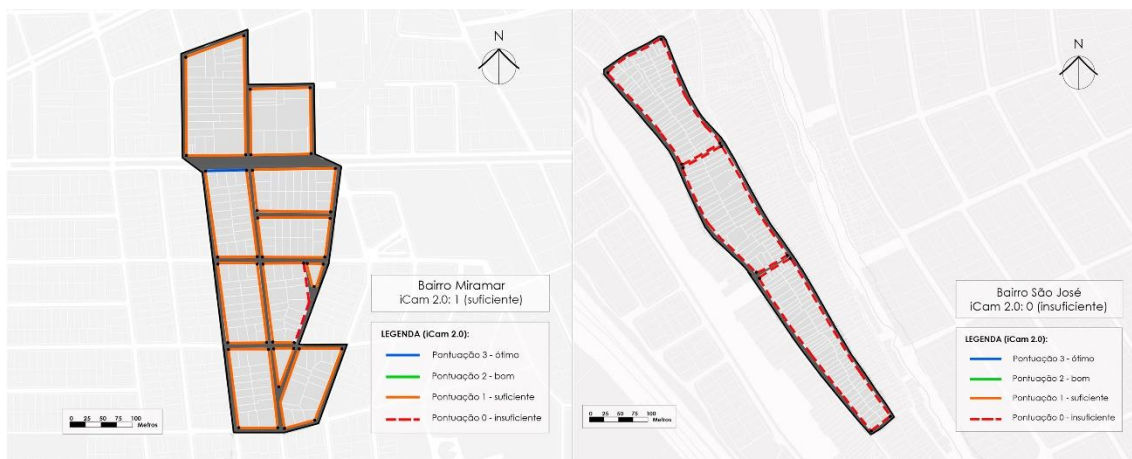 N
Bairro Miramar
iCam 2.0: 1 (suficiente)
LEGENDA (iCam 2.0):
Pontuação 3 - ótimo
Pontuação 2 - bom
Pontuação 1 - suficiente
Pontuação 0 - insuficiente
0 25 50 75 100
Metros
N
Bairro São José
iCam 2.0: 0 (insuficiente)
LEGENDA (iCam 2.0):
Pontuação 3 - ótimo
Pontuação 2 - bom
Pontuação 1 - suficiente
Pontuação 0 - insuficiente
0 25 50 75 100
Metros